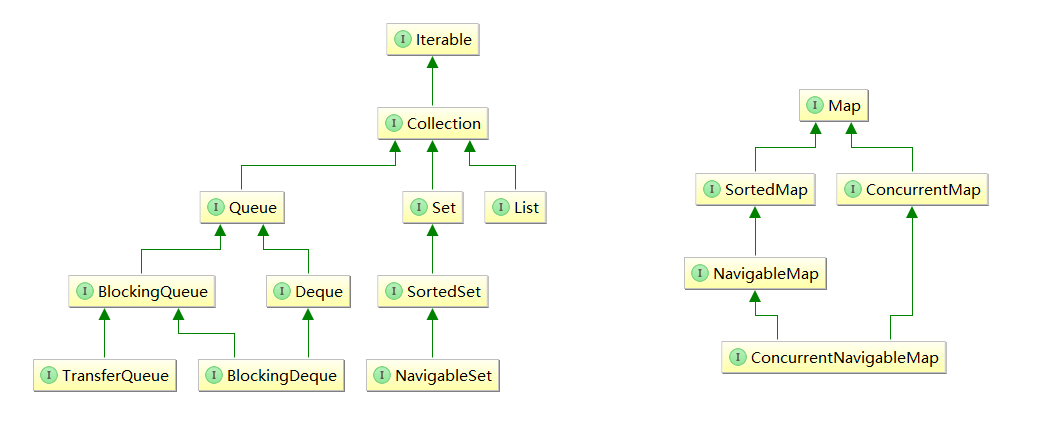 I Iterable
I Collection
I Map
I Queue
I Set
I List
I SortedMap
I ConcurrentMap
I BlockingQueue
I Deque
I SortedSet
I NavigableMap
I TransferQueue
I BlockingDeque
I NavigableSet
I ConcurrentNavigableMap